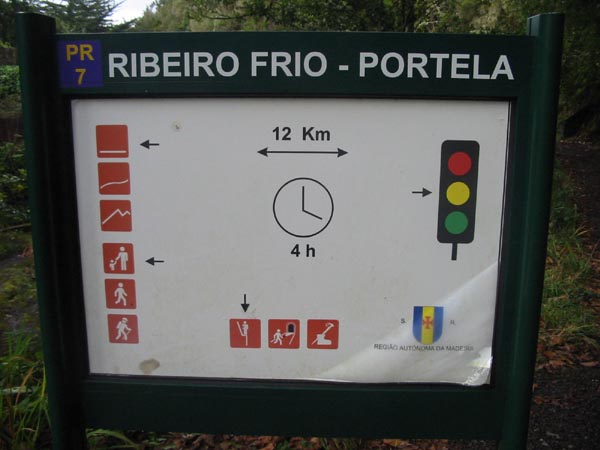 PR
7
RIBEIRO FRIO - PORTELA
12 Km
4 h
S. R.
REGIÃO AUTÓNOMA DA MADEIRA